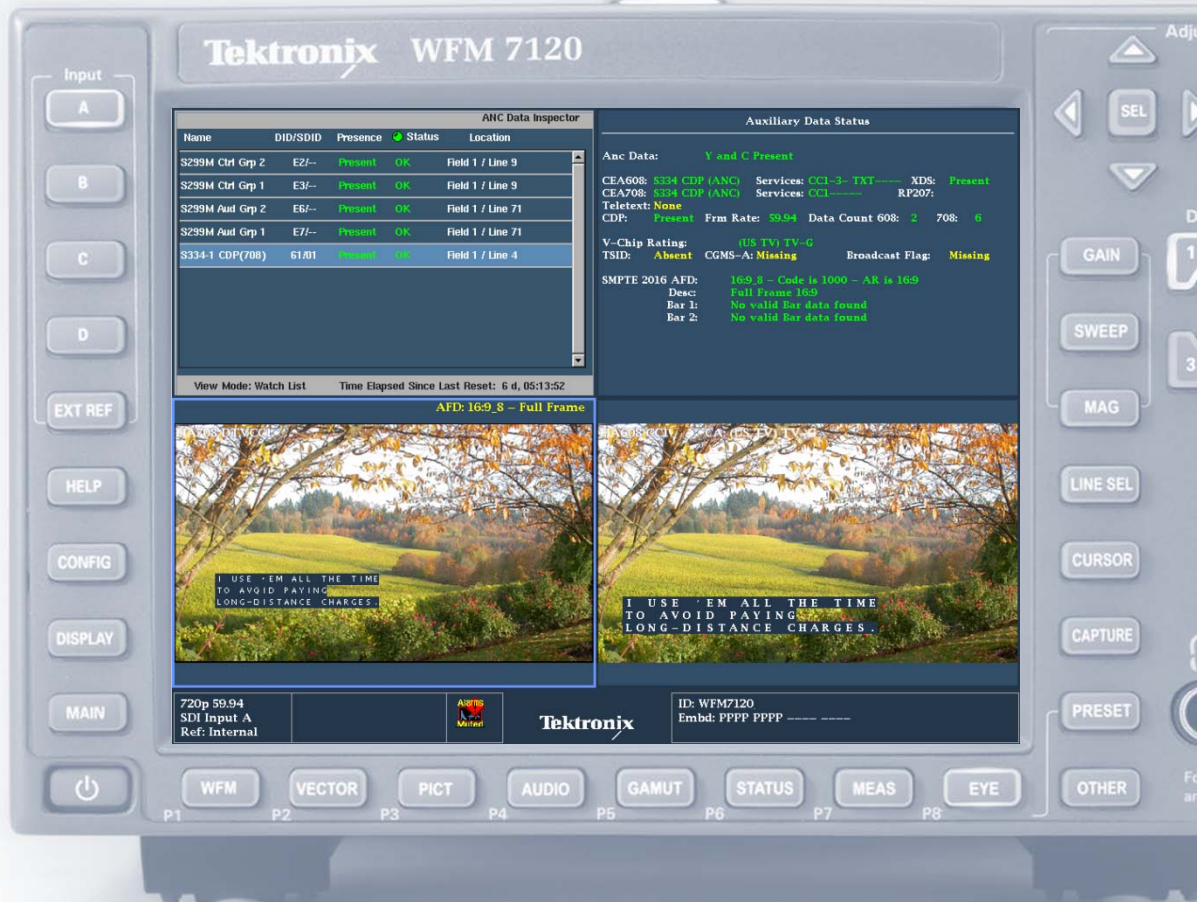 Tektronix WFM 7120
Input
A
B
C
D
EXT REF
HELP
CONFIG
DISPLAY
MAIN
ANC Data Inspector
Name DID/SDID Presence Status Location
S299M Ctrl Grp 2 E2/-- Present OK Field 1 / Line 9
S299M Ctrl Grp 1 E3/-- Present OK Field 1 / Line 9
S299M Aud Grp 2 E6/-- Present OK Field 1 / Line 71
S299M Aud Grp 1 E7/-- Present OK Field 1 / Line 71
S334-1 CDP(708) 61/01 Present OK Field 1 / Line 4
View Mode: Watch List Time Elapsed Since Last Reset: 6 d, 05:13:52
Auxiliary Data Status
Anc Data: Y and C Present
CEA608: S334 CDP (ANC) Services: CC1-3- TXT---- XDS: Present
CEA708: S334 CDP (ANC) Services: CC1----- RP207:
Teletext: None
CDP: Present Frm Rate: 59.94 Data Count 608: 2 708: 6
V-Chip Rating: (US TV) TV-G
TSID: Absent CGMS-A: Missing Broadcast Flag: Missing
SMPTE 2016 AFD: 16:9_8 - Code is 1000 - AR is 16:9
Desc: Full Frame 16:9
Bar 1: No valid Bar data found
Bar 2: No valid Bar data found
AFD: 16:9_8 - Full Frame
I USE 'EM ALL THE TIME
TO AVOID PAYING
LONG-DISTANCE CHARGES.
(US TV) TV-G
I USE 'EM ALL THE TIME
TO AVOID PAYING
LONG-DISTANCE CHARGES.
720p 59.94
SDI Input A
Ref: Internal
Alarms
Muted
Tektronix
ID: WFM7120
Embd: PPPP PPPP ---- ----
SEL
GAIN
SWEEP
MAG
LINE SEL
CURSOR
CAPTURE
PRESET
OTHER
1
3
WFM VECTOR PICT AUDIO GAMUT STATUS MEAS EYE
P1 P2 P3 P4 P5 P6 P7 P8